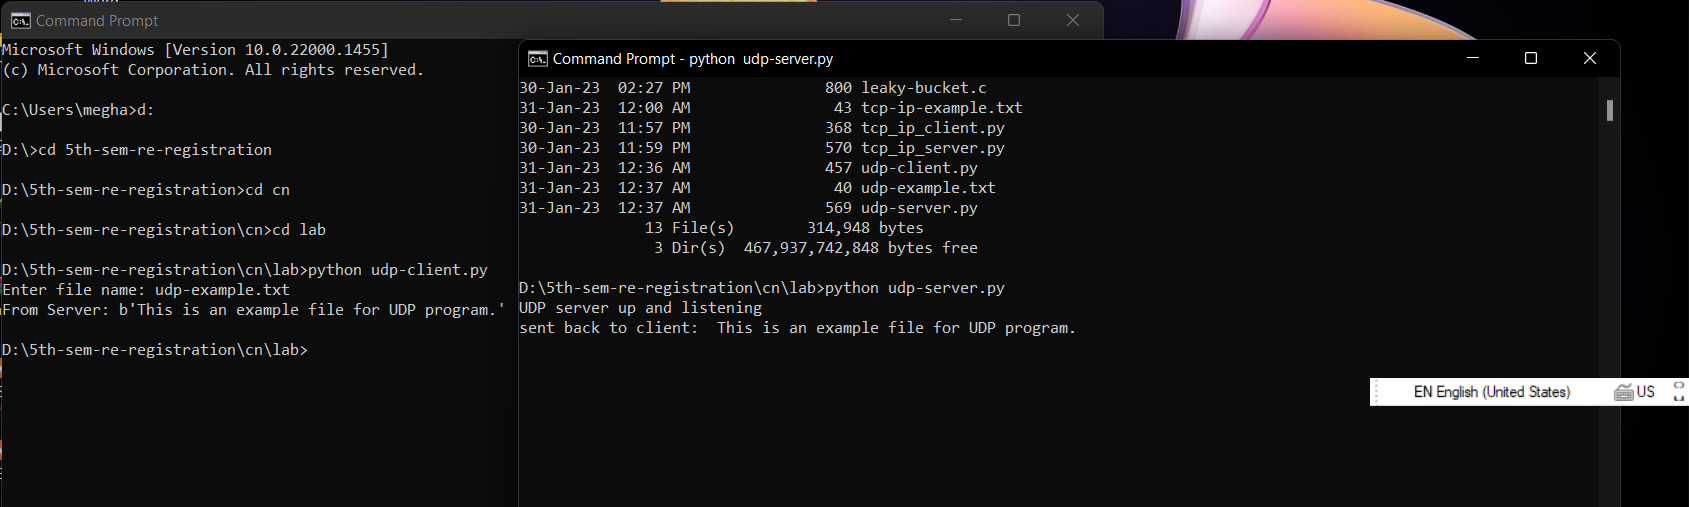 Command Prompt
Microsoft Windows [Version 10.0.22000.1455]
(c) Microsoft Corporation. All rights reserved.
C:\Users\megha>d:
D:\>cd 5th-sem-re-registration
D:\5th-sem-re-registration>cd cn
D:\5th-sem-re-registration\cn>cd lab
D:\5th-sem-re-registration\cn\lab>python udp-client.py
Enter file name: udp-example.txt
From Server: b'This is an example file for UDP program.'
D:\5th-sem-re-registration\cn\lab>
Command Prompt - python  udp-server.py
30-Jan-23  02:27 PM               800 leaky-bucket.c
31-Jan-23  12:00 AM                43 tcp-ip-example.txt
30-Jan-23  11:57 PM               368 tcp_ip_client.py
30-Jan-23  11:59 PM               570 tcp_ip_server.py
31-Jan-23  12:36 AM               457 udp-client.py
31-Jan-23  12:37 AM                40 udp-example.txt
31-Jan-23  12:37 AM               569 udp-server.py
              13 File(s)        314,948 bytes
               3 Dir(s)  467,937,742,848 bytes free
D:\5th-sem-re-registration\cn\lab>python udp-server.py
UDP server up and listening
sent back to client:  This is an example file for UDP program.
EN English (United States) US